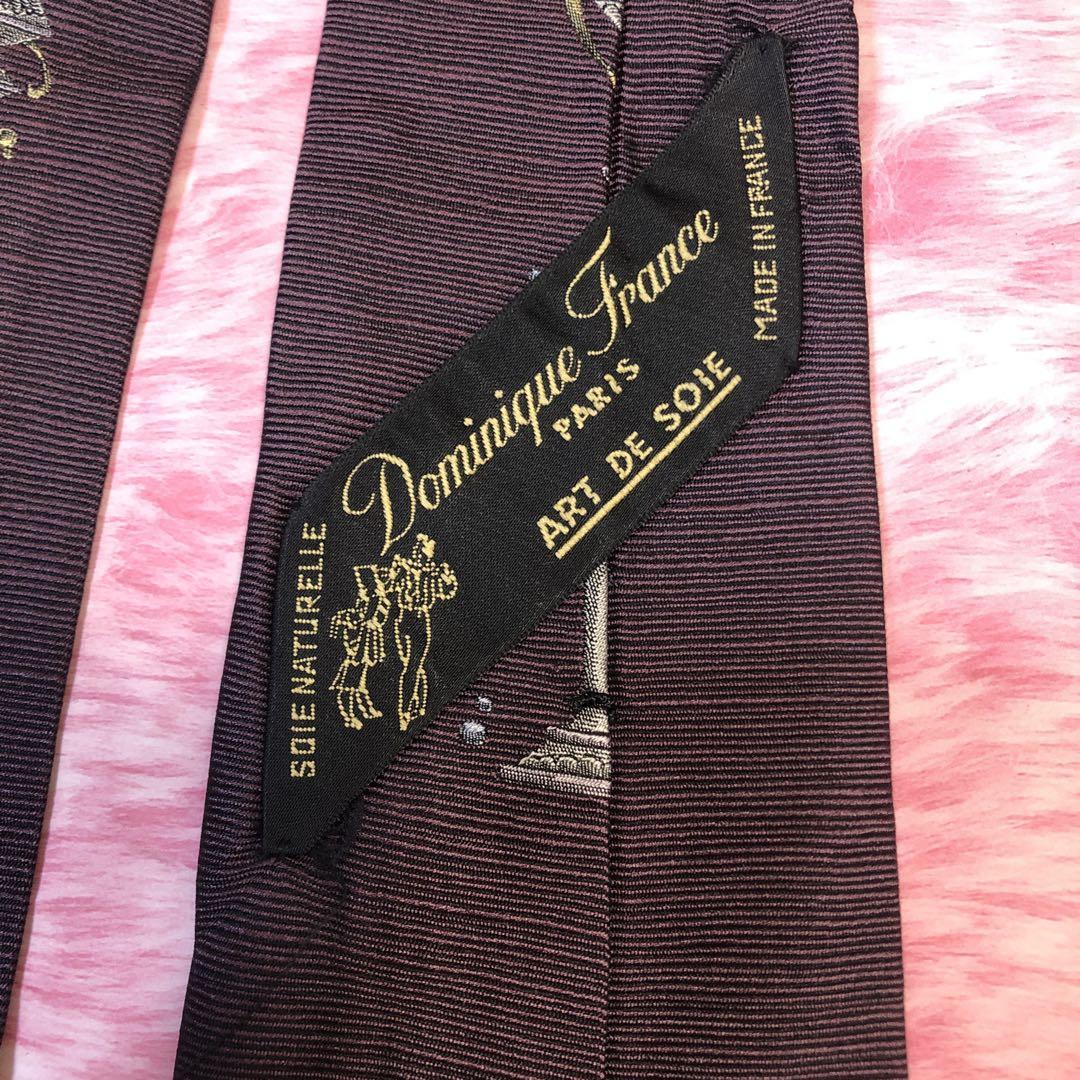 SOIE NATURELLE
Dominique France
PARIS
ART DE SOIE
MADE IN FRANCE